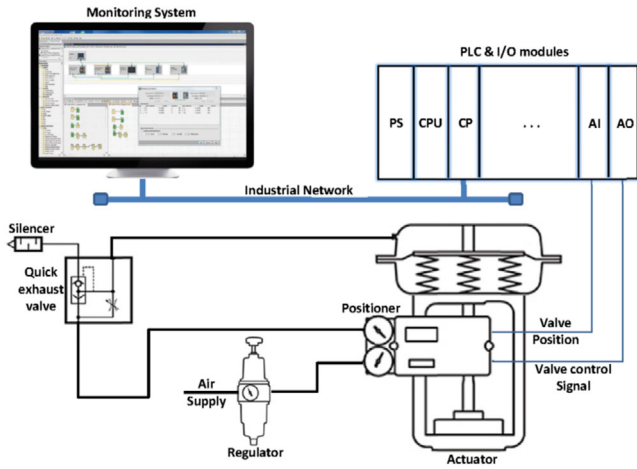 Monitoring System
PLC & I/O modules
PS CPU CP . . . AI AO
Industrial Network
Silencer
Quick
exhaust
valve
Positioner
Valve
Position
Air
Supply
Valve control
Signal
Regulator
Actuator